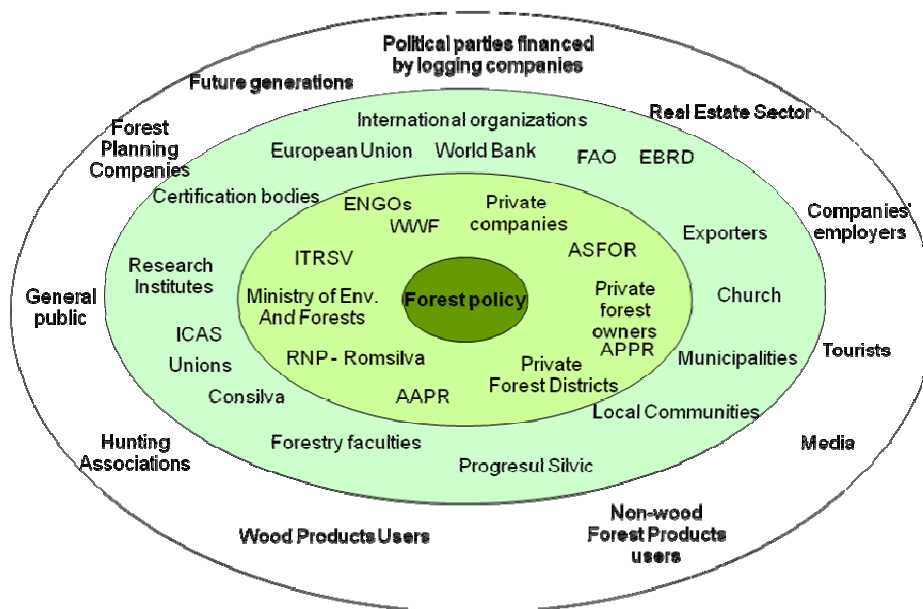 Political parties financed
by logging companies
Future generations
Real Estate Sector
International organizations
Forest
Planning
Companies
European Union
World Bank
FAO
EBRD
Certification bodies
ENGOs
WWF
Private
companies
Companies'
employers
Exporters
ITRSV
ASFOR
Research
Institutes
General
public
Ministry of Env.
And Forests
Forest policy
Private
forest
owners
APPR
Church
ICAS
Unions
RNP - Romsilva
Municipalities
Tourists
Private
Forest Districts
Consilva
AAPR
Local Communities
Hunting
Associations
Forestry faculties
Progresul Silvic
Media
Wood Products Users
Non-wood
Forest Products
users